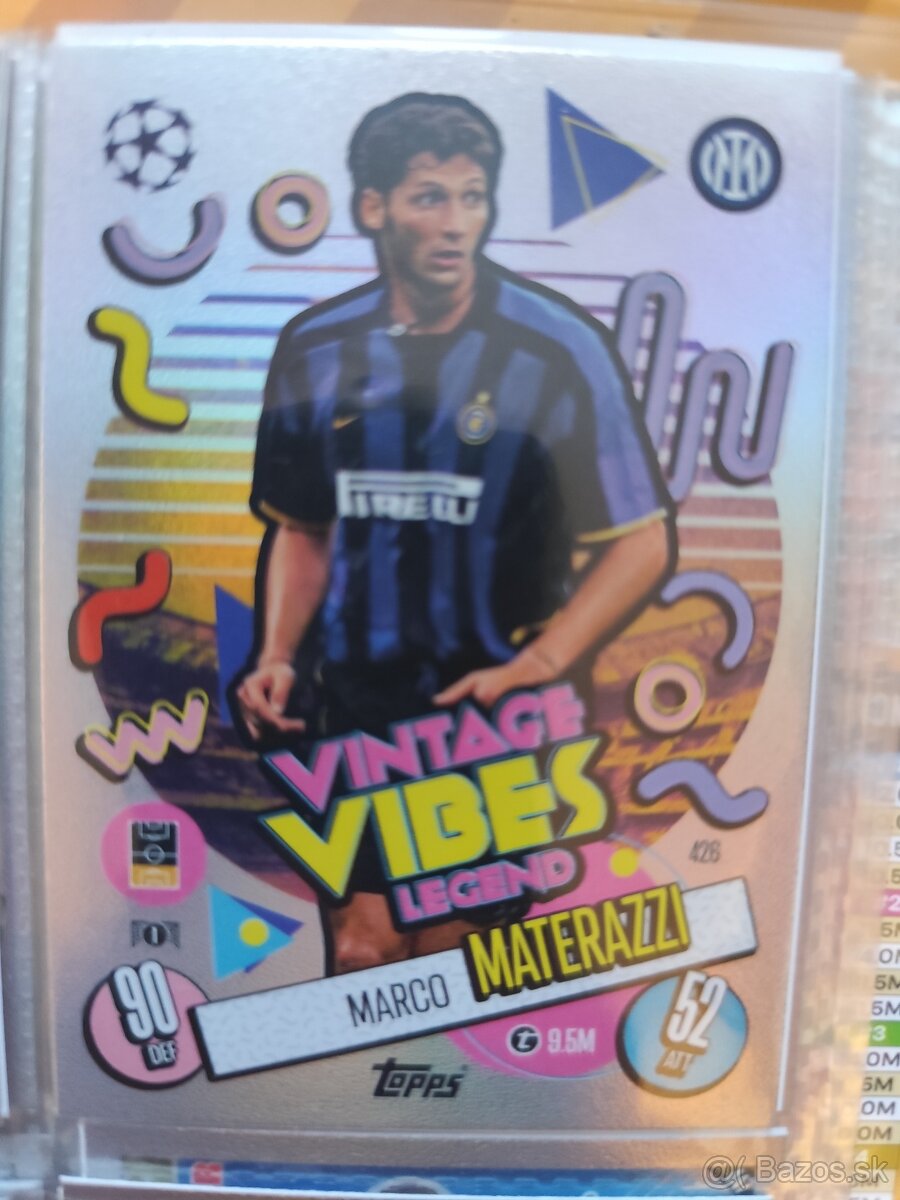 PIRELLI
VINTAGE
VIBES
LEGEND
426
MARCO MATERAZZI
90
DEF
t 9.5M
52
ATT
topps
@ Bazos.sk